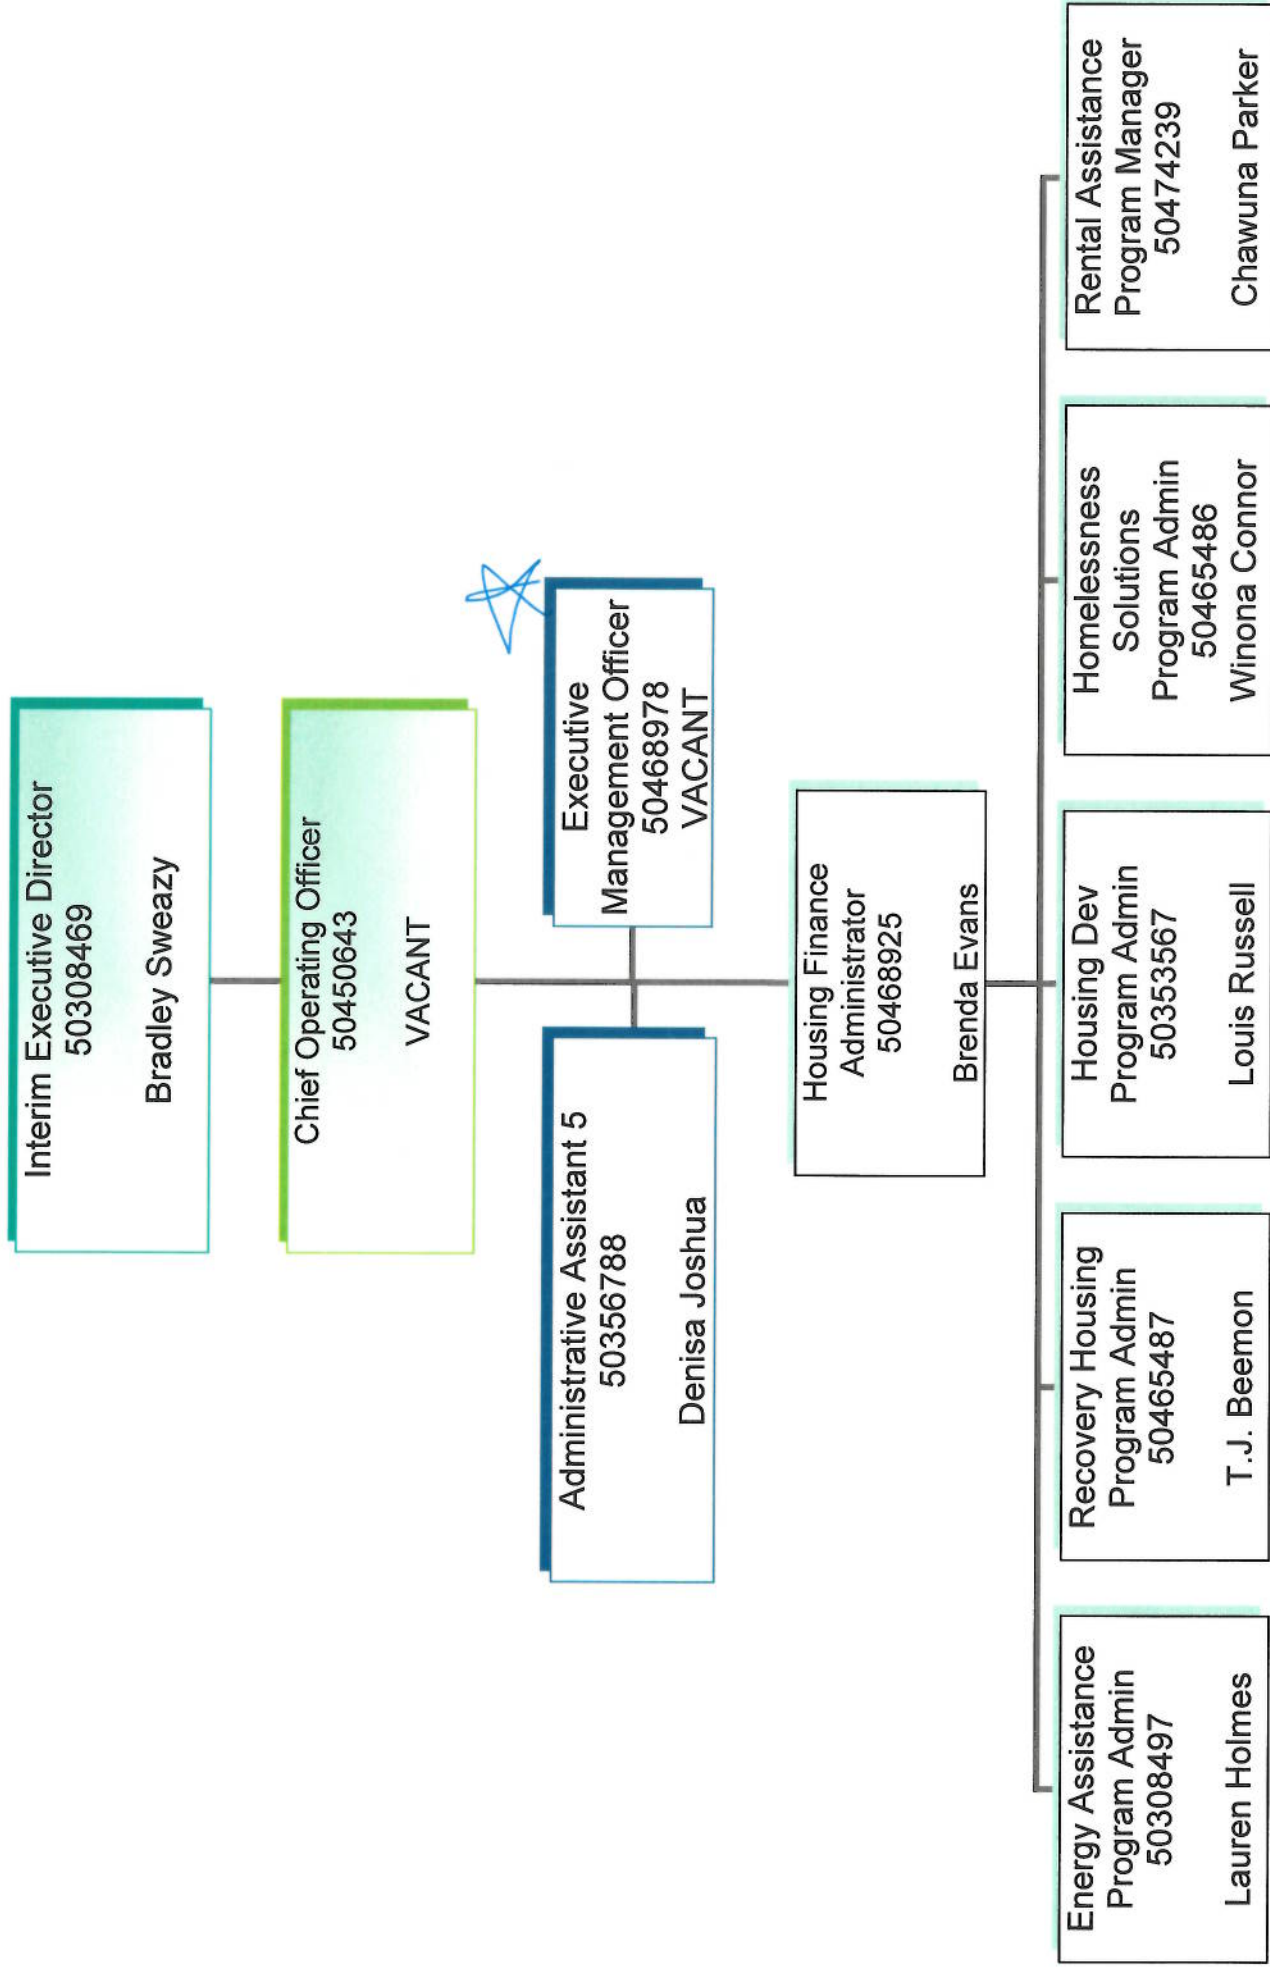 Interim Executive Director
50308469
Bradley Sweazy
Chief Operating Officer
50450643
VACANT
Administrative Assistant 5
50356788
Denisa Joshua
Executive
Management Officer
50468978
VACANT
Housing Finance
Administrator
50468925
Brenda Evans
Energy Assistance
Program Admin
50308497
Lauren Holmes
Recovery Housing
Program Admin
50465487
T.J. Beemon
Housing Dev
Program Admin
50353567
Louis Russell
Homelessness
Solutions
Program Admin
50465486
Winona Connor
Rental Assistance
Program Manager
50474239
Chawuna Parker